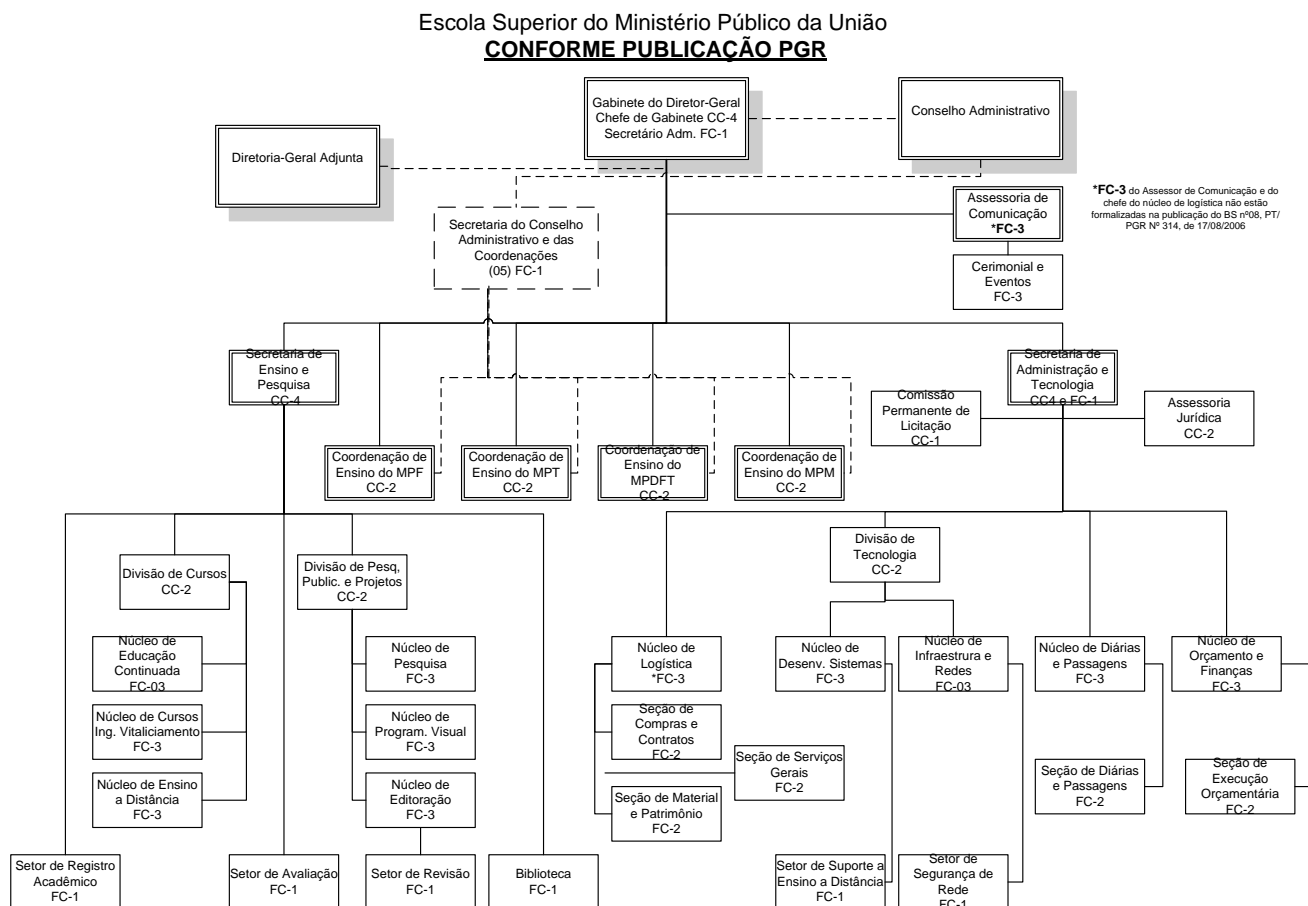 Escola Superior do Ministério Público da União
CONFORME PUBLICAÇÃO PGR
Gabinete do Diretor-Geral
Chefe de Gabinete CC-4
Secretário Adm. FC-1
Conselho Administrativo
Diretoria-Geral Adjunta
Assessoria de
Comunicação
*FC-3
*FC-3 do Assessor de Comunicação e do
chefe do núcleo de logística não estão
formalizadas na publicação do BS nº08, PT/
PGR Nº 314, de 17/08/2006
Secretaria do Conselho
Administrativo e das
Coordenações
(05) FC-1
Cerimonial e
Eventos
FC-3
Secretaria de
Ensino e
Pesquisa
CC-4
Secretaria de
Administração e
Tecnologia
CC4 e FC-1
Comissão
Permanente de
Licitação
CC-1
Assessoria
Jurídica
CC-2
Coordenação de
Ensino do MPF
CC-2
Coordenação de
Ensino do MPT
CC-2
Coordenação de
Ensino do
MPDFT
CC-2
Coordenação de
Ensino do MPM
CC-2
Divisão de Cursos
CC-2
Divisão de Pesq,
Public. e Projetos
CC-2
Divisão de
Tecnologia
CC-2
Núcleo de
Educação
Continuada
FC-03
Núcleo de
Pesquisa
FC-3
Núcleo de
Logística
*FC-3
Núcleo de
Desenv. Sistemas
FC-3
Núcleo de
Infraestrura e
Redes
FC-03
Núcleo de Diárias
e Passagens
FC-3
Núcleo de
Orçamento e
Finanças
FC-3
Núcleo de Cursos
Ing. Vitaliciamento
FC-3
Núcleo de
Program. Visual
FC-3
Seção de
Compras e
Contratos
FC-2
Seção de Serviços
Gerais
FC-2
Núcleo de Ensino
a Distância
FC-3
Núcleo de
Editoração
FC-3
Seção de Material
e Patrimônio
FC-2
Seção de Diárias
e Passagens
FC-2
Seção de
Execução
Orçamentária
FC-2
Setor de Registro
Acadêmico
FC-1
Setor de Avaliação
FC-1
Setor de Revisão
FC-1
Biblioteca
FC-1
Setor de Suporte a
Ensino a Distância
FC-1
Setor de
Segurança de
Rede
FC-1